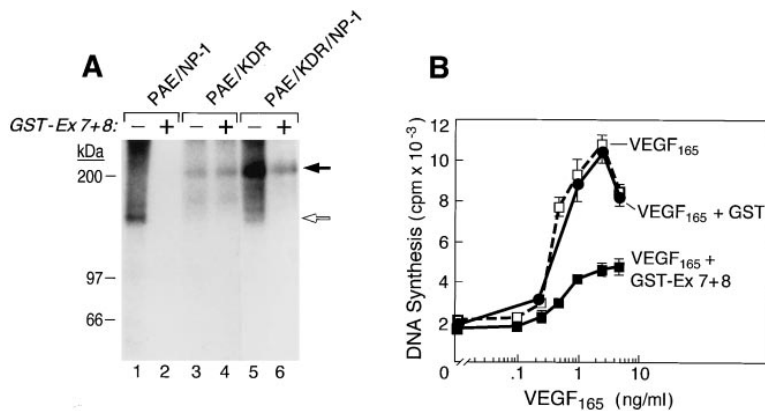 A
PAE/NP-1
PAE/KDR
PAE/KDR/NP-1
GST-Ex 7+8: − + − + − +
kDa
200
97
66
1 2 3 4 5 6
B
DNA Synthesis (cpm x 10⁻³)
12
10
8
6
4
2
0 .1 1 10
VEGF₁₆₅ (ng/ml)
VEGF₁₆₅
VEGF₁₆₅ + GST
VEGF₁₆₅ +
GST-Ex 7+8